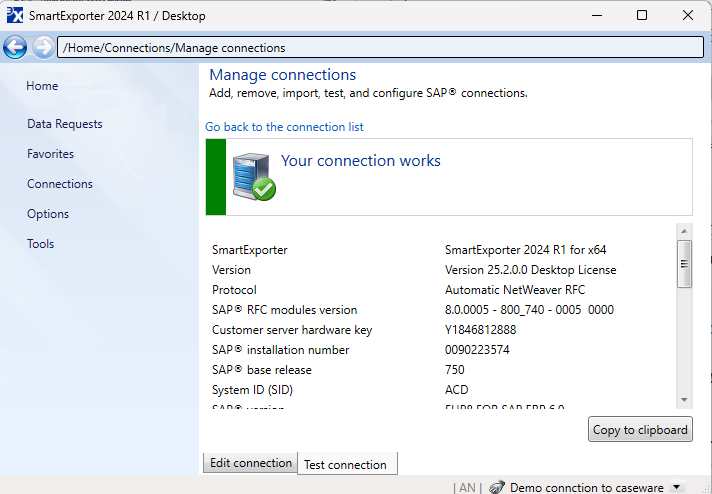 SmartExporter 2024 R1 / Desktop
/Home/Connections/Manage connections
Home
Data Requests
Favorites
Connections
Options
Tools
Manage connections
Add, remove, import, test, and configure SAP® connections.
Go back to the connection list
Your connection works
SmartExporter SmartExporter 2024 R1 for x64
Version Version 25.2.0.0 Desktop License
Protocol Automatic NetWeaver RFC
SAP® RFC modules version 8.0.0005 - 800_740 - 0005 0000
Customer server hardware key Y1846812888
SAP® installation number 0090223574
SAP® base release 750
System ID (SID) ACD
SAP® version EHP8 FOR SAP ERP 6.0
Copy to clipboard
Edit connection Test connection
| AN | Demo conncction to caseware